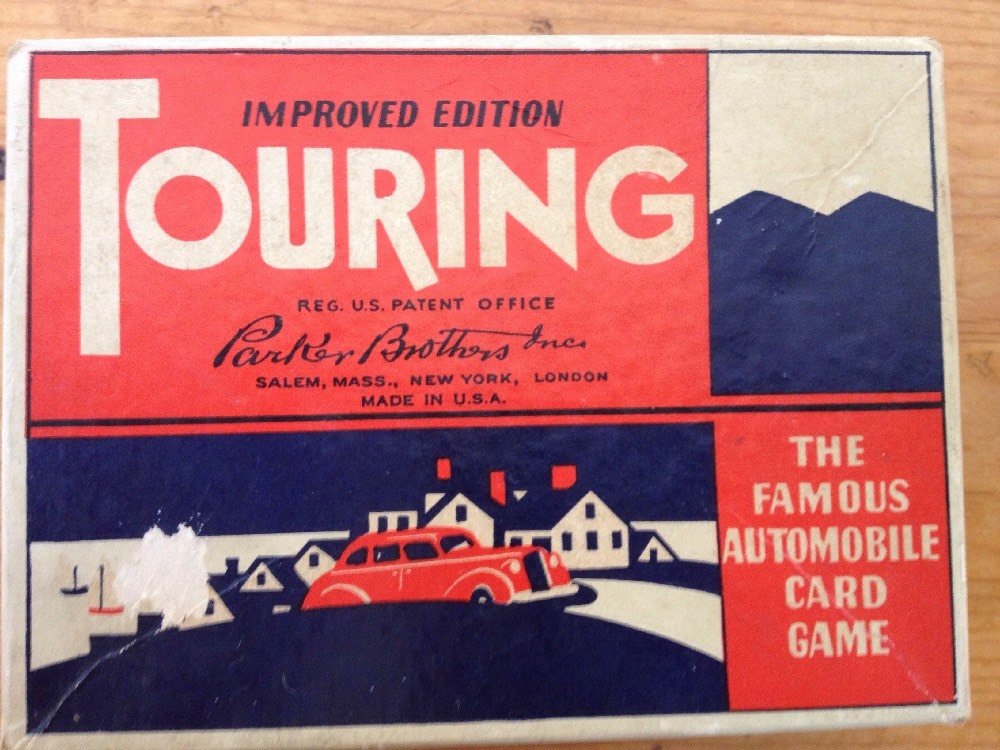 IMPROVED EDITION
TOURING
REG. U.S. PATENT OFFICE
Parker Brothers Inc.
SALEM, MASS., NEW YORK, LONDON
MADE IN U.S.A.
THE
FAMOUS
AUTOMOBILE
CARD
GAME